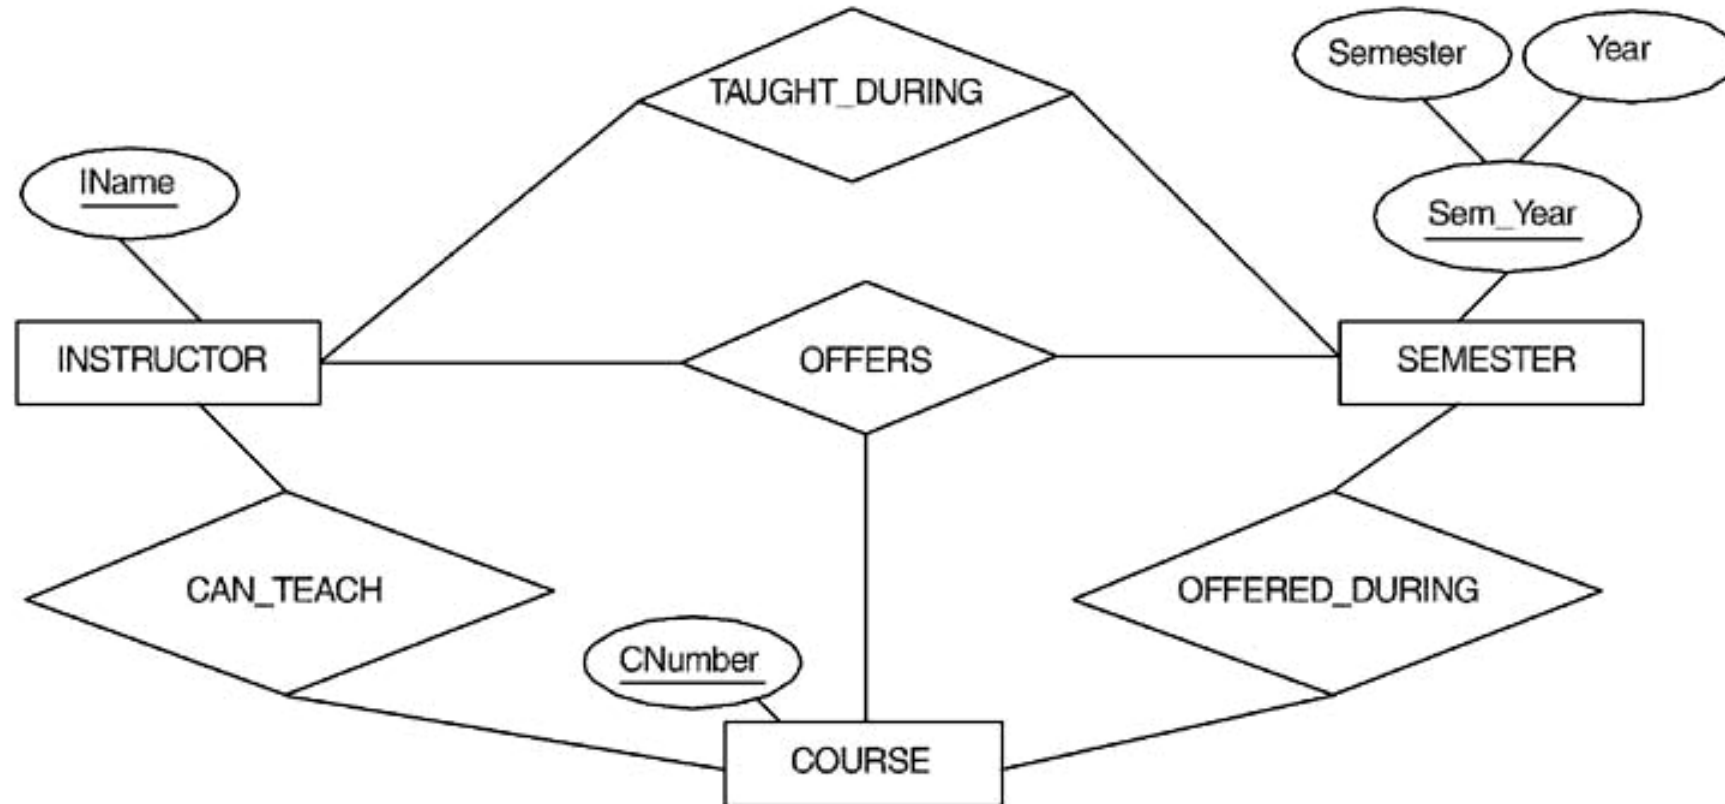 TAUGHT_DURING
Semester
Year
IName
Sem_Year
INSTRUCTOR
OFFERS
SEMESTER
CAN_TEACH
OFFERED_DURING
CNumber
COURSE